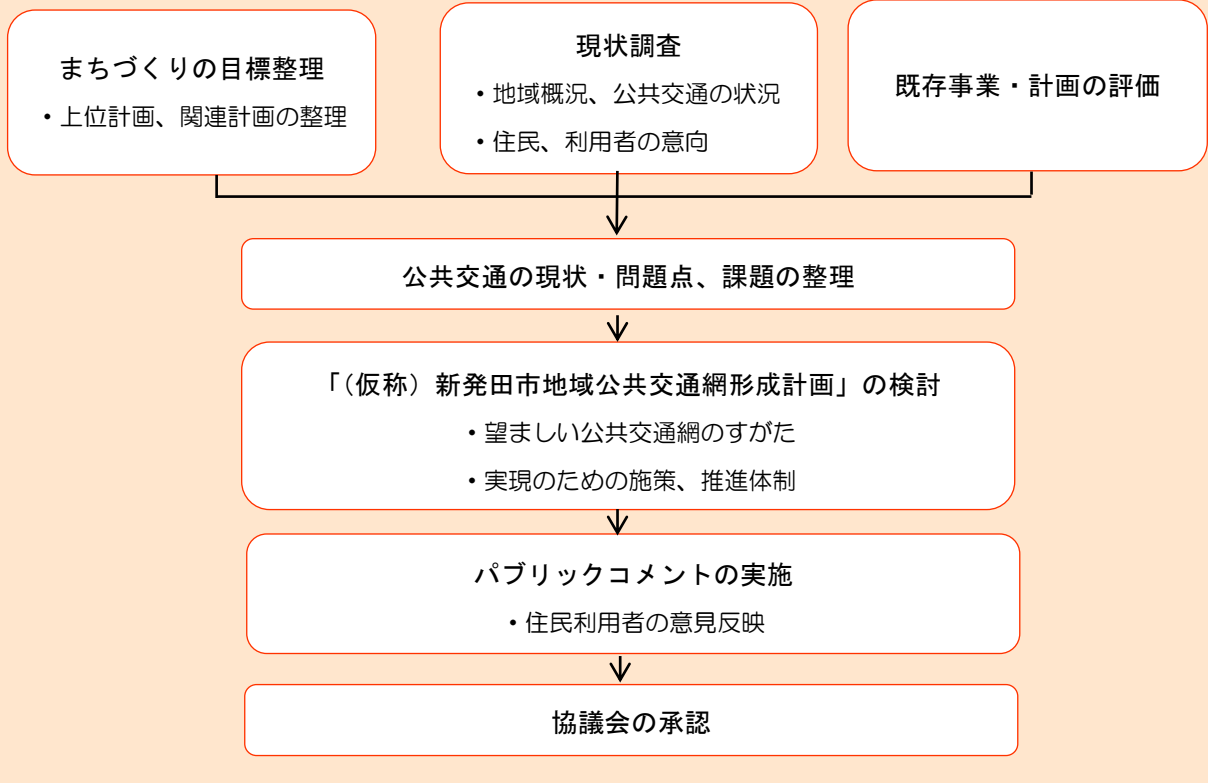 まちづくりの目標整理
・上位計画、関連計画の整理
現状調査
・地域概況、公共交通の状況
・住民、利用者の意向
既存事業・計画の評価
公共交通の現状・問題点、課題の整理
「（仮称）新発田市地域公共交通網形成計画」の検討
・望ましい公共交通網のすがた
・実現のための施策、推進体制
パブリックコメントの実施
・住民利用者の意見反映
協議会の承認